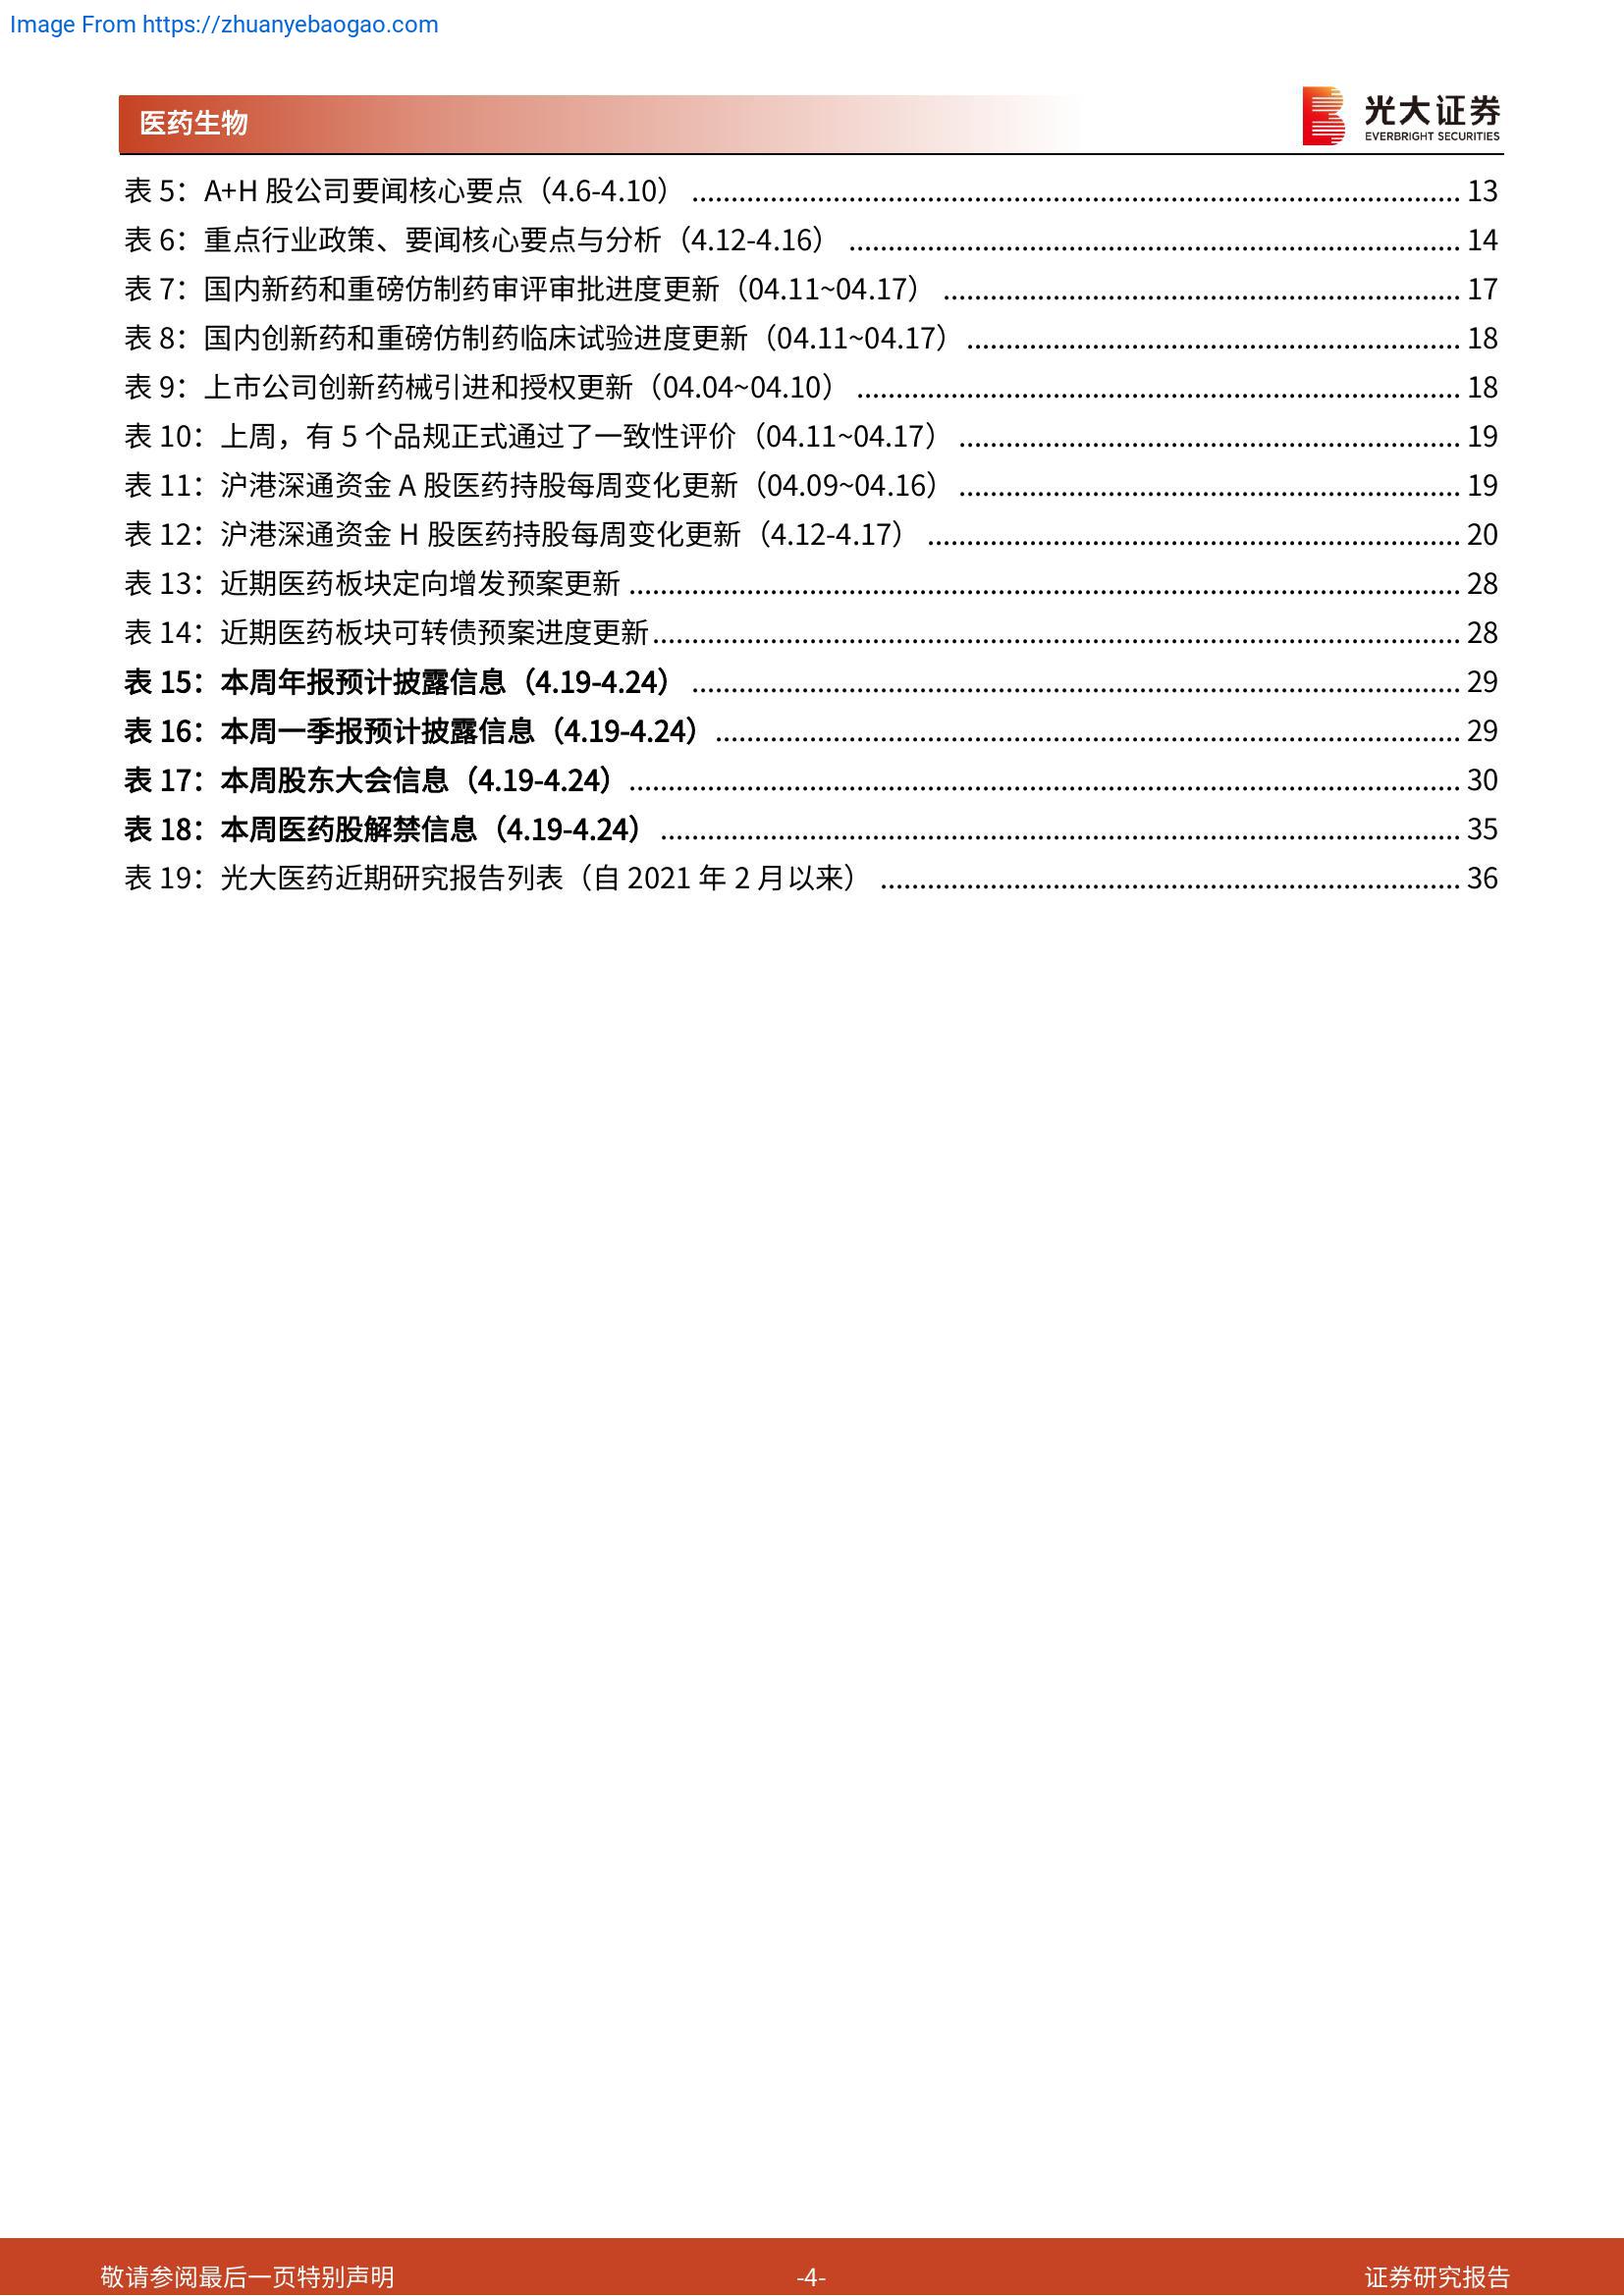 Image From https://zhuanyebaogao.com
医药生物
光大证券
EVERBRIGHT SECURITIES
表 5：A+H 股公司要闻核心要点（4.6-4.10） ........ 13
表 6：重点行业政策、要闻核心要点与分析（4.12-4.16） ........ 14
表 7：国内新药和重磅仿制药审评审批进度更新（04.11~04.17） ........ 17
表 8：国内创新药和重磅仿制药临床试验进度更新（04.11~04.17） ........ 18
表 9：上市公司创新药械引进和授权更新（04.04~04.10） ........ 18
表 10：上周，有 5 个品规正式通过了一致性评价（04.11~04.17） ........ 19
表 11：沪港深通资金 A 股医药持股每周变化更新（04.09~04.16） ........ 19
表 12：沪港深通资金 H 股医药持股每周变化更新（4.12-4.17） ........ 20
表 13：近期医药板块定向增发预案更新 ........ 28
表 14：近期医药板块可转债预案进度更新 ........ 28
表 15：本周年报预计披露信息（4.19-4.24） ........ 29
表 16：本周一季报预计披露信息（4.19-4.24） ........ 29
表 17：本周股东大会信息（4.19-4.24） ........ 30
表 18：本周医药股解禁信息（4.19-4.24） ........ 35
表 19：光大医药近期研究报告列表（自 2021 年 2 月以来） ........ 36
敬请参阅最后一页特别声明
-4-
证券研究报告